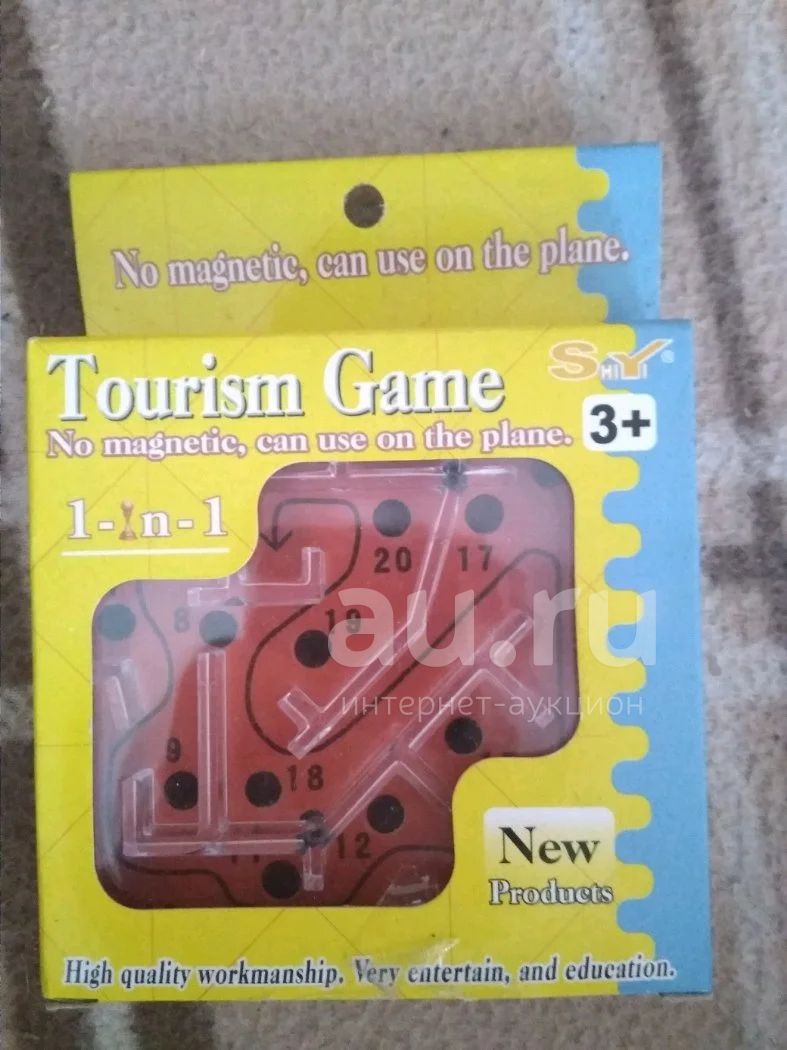 No magnetic, can use on the plane.
Tourism Game
SHIYI®
No magnetic, can use on the plane.
3+
1-in-1
20 17
8 19
9 18
11 12
au.ru
интернет-аукцион
New
Products
High quality workmanship. Very entertain, and education.